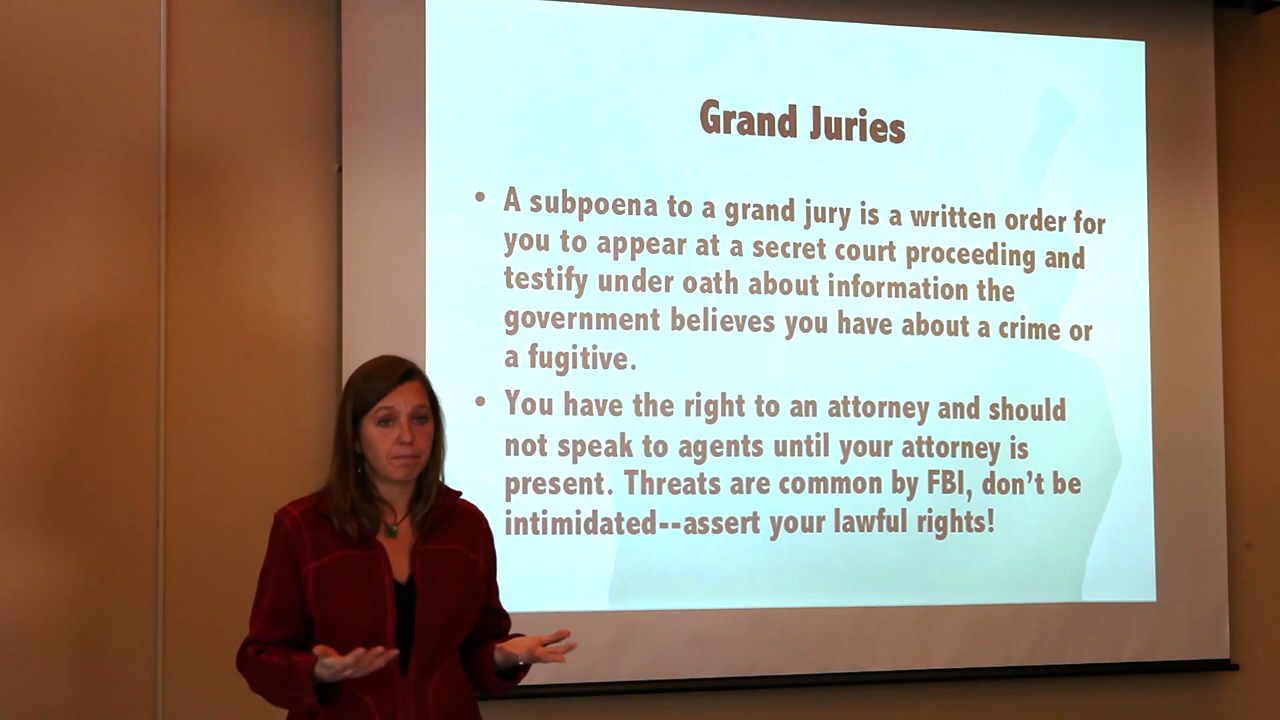 Grand Juries
• A subpoena to a grand jury is a written order for
you to appear at a secret court proceeding and
testify under oath about information the
government believes you have about a crime or
a fugitive.
• You have the right to an attorney and should
not speak to agents until your attorney is
present. Threats are common by FBI, don't be
intimidated--assert your lawful rights!